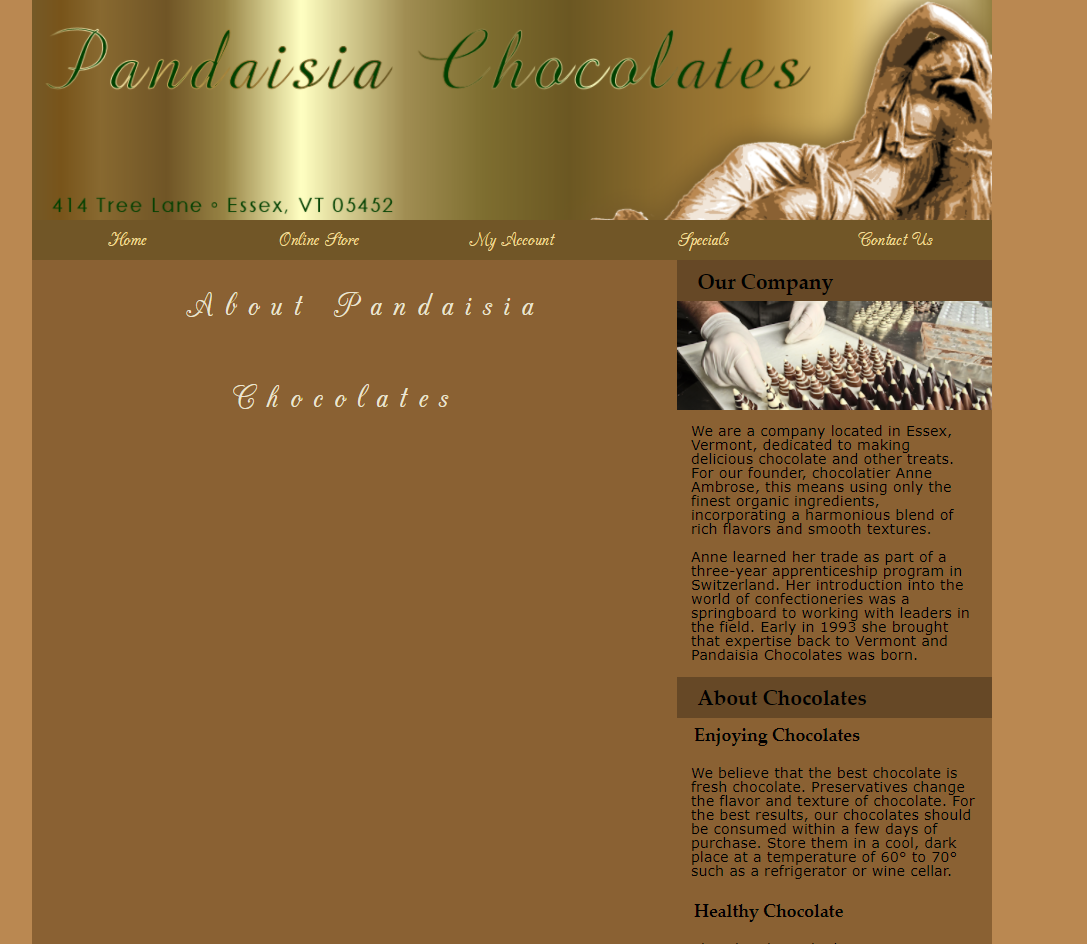 Pandaisia Chocolates
414 Tree Lane ° Essex, VT 05452
Home Online Store My Account Specials Contact Us
About Pandaisia
Chocolates
Our Company
We are a company located in Essex,
Vermont, dedicated to making
delicious chocolate and other treats.
For our founder, chocolatier Anne
Ambrose, this means using only the
finest organic ingredients,
incorporating a harmonious blend of
rich flavors and smooth textures.
Anne learned her trade as part of a
three-year apprenticeship program in
Switzerland. Her introduction into the
world of confectioneries was a
springboard to working with leaders in
the field. Early in 1993 she brought
that expertise back to Vermont and
Pandaisia Chocolates was born.
About Chocolates
Enjoying Chocolates
We believe that the best chocolate is
fresh chocolate. Preservatives change
the flavor and texture of chocolate. For
the best results, our chocolates should
be consumed within a few days of
purchase. Store them in a cool, dark
place at a temperature of 60° to 70°
such as a refrigerator or wine cellar.
Healthy Chocolate